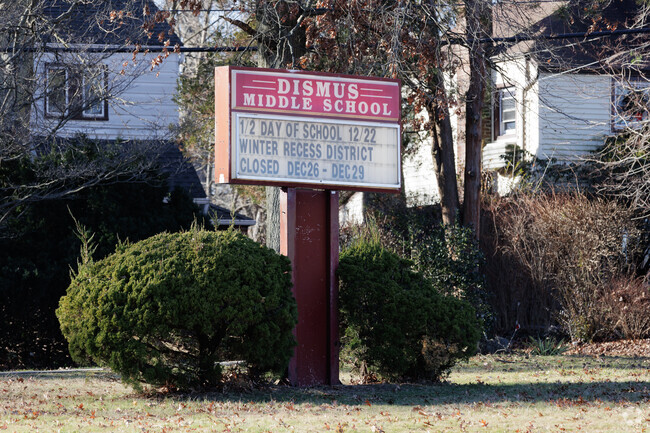 DISMUS
MIDDLE SCHOOL
1/2 DAY OF SCHOOL 12/22
WINTER RECESS DISTRICT
CLOSED DEC26 - DEC29